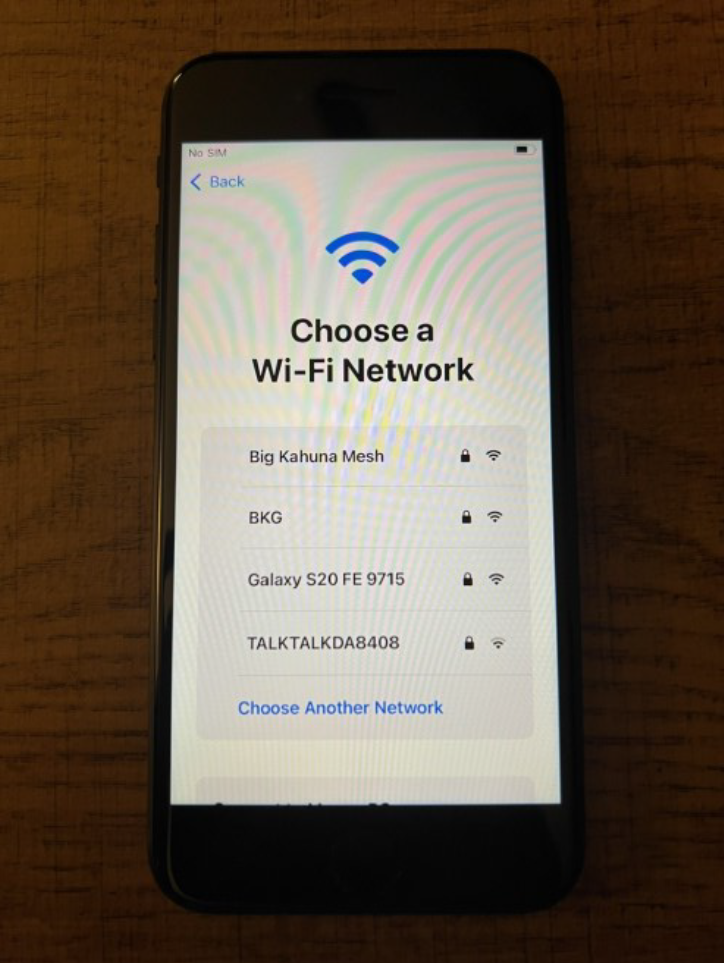 No SIM
Back
Choose a
Wi-Fi Network
Big Kahuna Mesh
BKG
Galaxy S20 FE 9715
TALKTALKDA8408
Choose Another Network